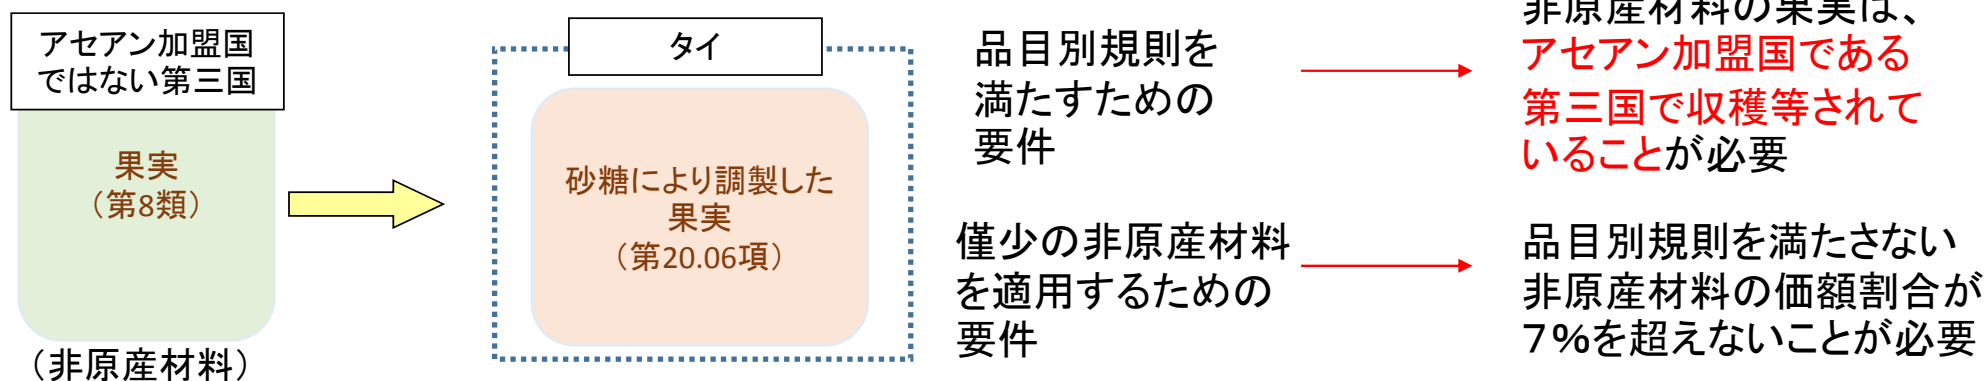 アセアン加盟国
ではない第三国
果実
（第8類）
（非原産材料）
タイ
砂糖により調製した
果実
（第20.06項）
品目別規則を
満たすための
要件
非原産材料の果実は、
アセアン加盟国である
第三国で収穫等されて
いることが必要
僅少の非原産材料
を適用するための
要件
品目別規則を満たさない
非原産材料の価額割合が
７％を超えないことが必要